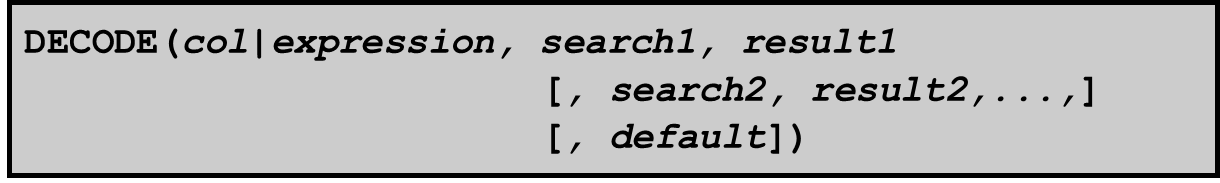 DECODE(col|expression, search1, result1
[, search2, result2,...,]
[, default])